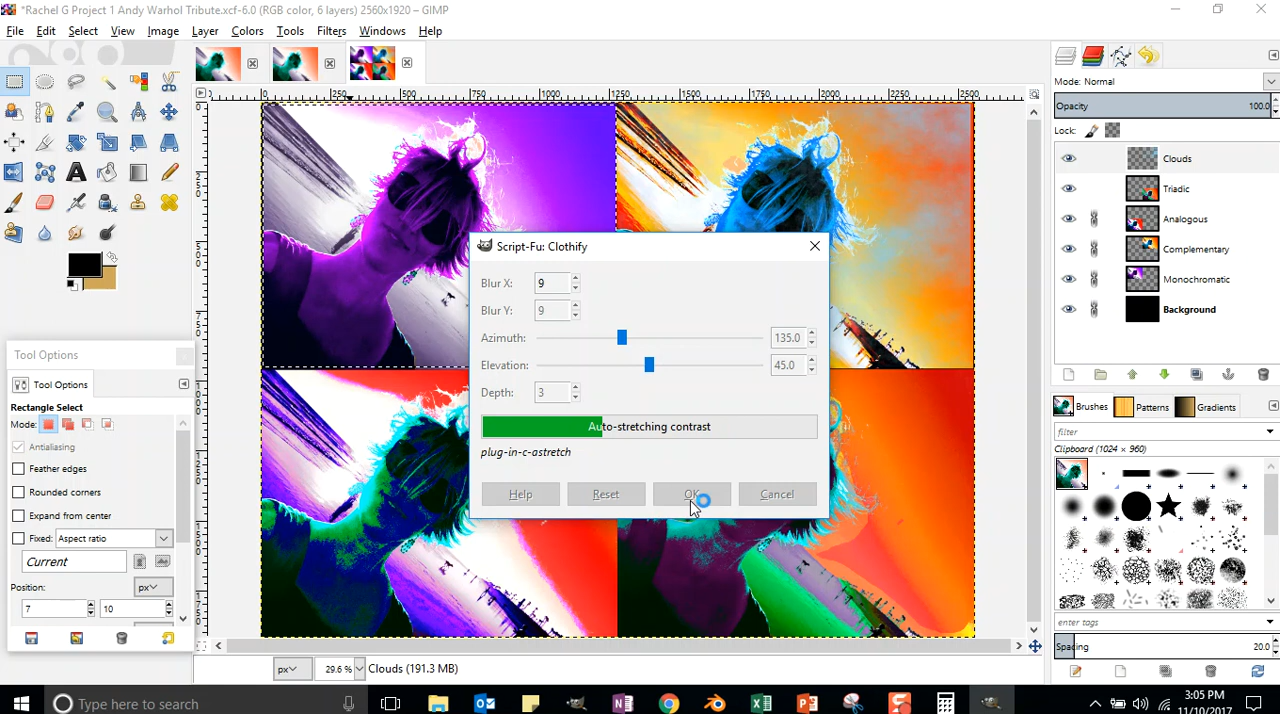 *Rachel G Project 1 Andy Warhol Tribute.xcf-6.0 (RGB color, 6 layers) 2560x1920 – GIMP
File Edit Select View Image Layer Colors Tools Filters Windows Help
0 500 1000 1500 2000 2500
Mode: Normal
Opacity 100.0
Lock:
Clouds
Triadic
Analogous
Complementary
Monochromatic
Background
Script-Fu: Clothify
Blur X: 9
Blur Y: 9
Azimuth: 135.0
Elevation: 45.0
Depth: 3
Auto-stretching contrast
plug-in-c-astretch
Help Reset OK Cancel
Tool Options
Tool Options
Rectangle Select
Mode:
Antialiasing
Feather edges
Rounded corners
Expand from center
Fixed: Aspect ratio
Current
Position: px
7 10
Brushes Patterns Gradients
filter
Clipboard (1024 × 960)
enter tags
Spacing 20.0
px 29.6 % Clouds (191.3 MB)
Type here to search
3:05 PM
11/10/2017